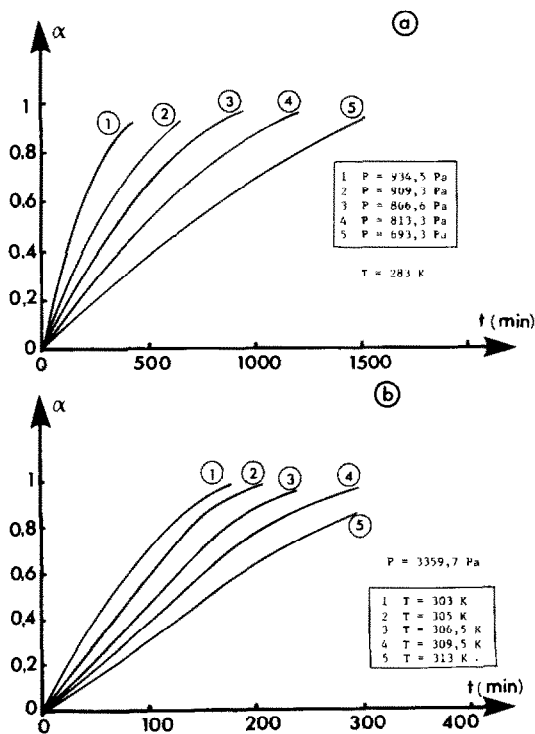 α
ⓐ
① ② ③ ④ ⑤
1
0.8
0.6
0.4
0,2
0
1 P = 934,5 Pa
2 P = 909,3 Pa
3 P = 866,6 Pa
4 P = 813,3 Pa
5 P = 693,3 Pa
T = 283 K
t (min)
0 500 1000 1500
ⓑ
α
① ② ③ ④
⑤
1
0.8
0.6
0.4
0,2
0
P = 3359,7 Pa
1 T = 303 K
2 T = 305 K
3 T = 306,5 K
4 T = 309,5 K
5 T = 313 K .
t (min)
0 100 200 300 400